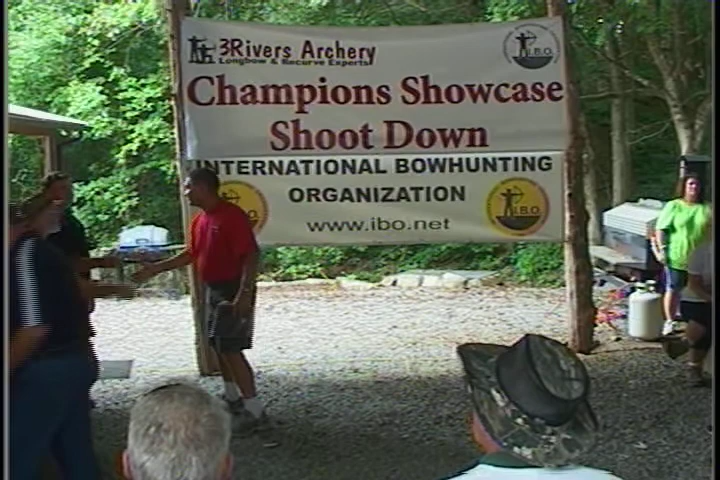 3Rivers Archery
Longbow & Recurve Experts
I.B.O.
Champions Showcase
Shoot Down
INTERNATIONAL BOWHUNTING
ORGANIZATION
I.B.O.
www.ibo.net